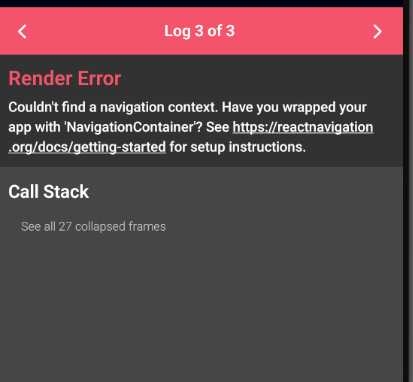 Log 3 of 3
Render Error
Couldn't find a navigation context. Have you wrapped your
app with 'NavigationContainer'? See https://reactnavigation
.org/docs/getting-started for setup instructions.
Call Stack
See all 27 collapsed frames